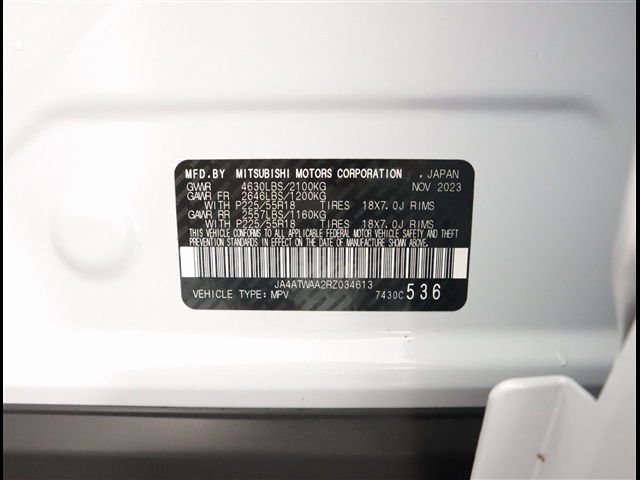 MFD.BY MITSUBISHI MOTORS CORPORATION . JAPAN
GVWR 4630LBS/2100KG NOV 2023
GAWR FR 2646LBS/1200KG
WITH P225/55R18 TIRES 18X7.0J RIMS
GAWR RR 2557LBS/1160KG
WITH P225/55R18 TIRES 18X7.0J RIMS
THIS VEHICLE CONFORMS TO ALL APPLICABLE FEDERAL MOTOR VEHICLE SAFETY AND THEFT
PREVENTION STANDARDS IN EFFECT ON THE DATE OF MANUFACTURE SHOWN ABOVE.
JA4ATWAA2RZ034613
VEHICLE TYPE: MPV 7430C 536